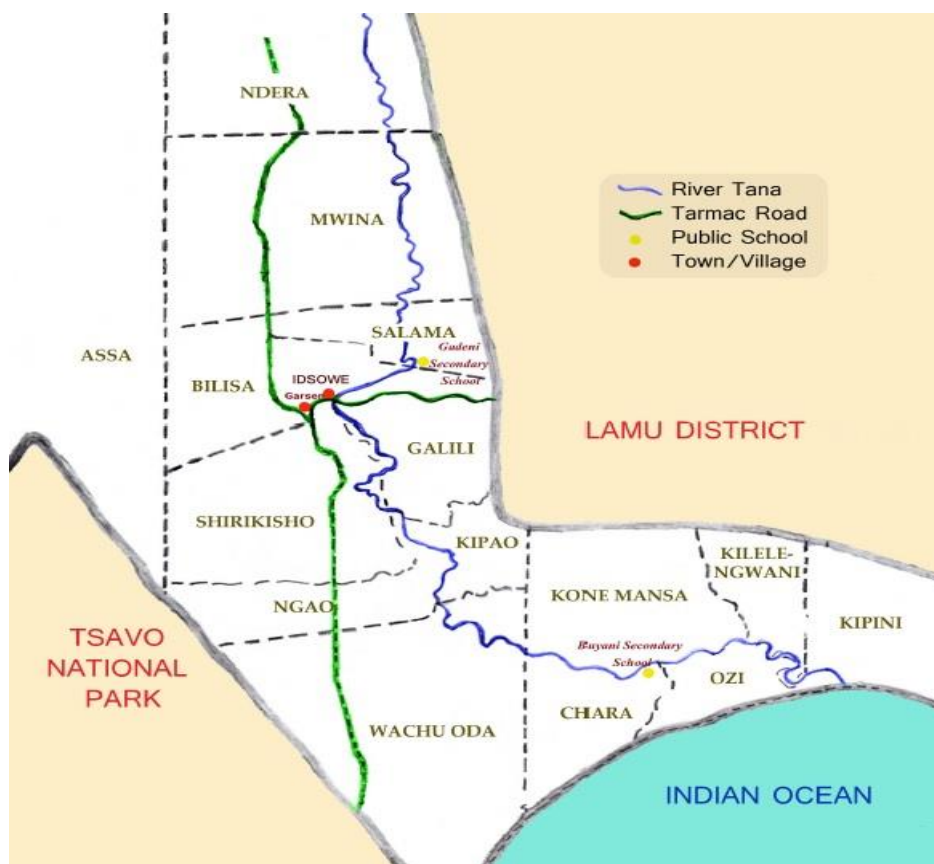 NDERA
MWINA
River Tana
Tarmac Road
Public School
Town/Village
SALAMA
Gadeni
Secondary
School
ASSA
BILISA
IDSOWE
Garsen
LAMU DISTRICT
GALILI
SHIRIKISHO
KIPAO
KILELE-
NGWANI
NGAO
KONE MANSA
KIPINI
TSAVO
NATIONAL
PARK
Buyani Secondary
School
OZI
CHARA
WACHU ODA
INDIAN OCEAN